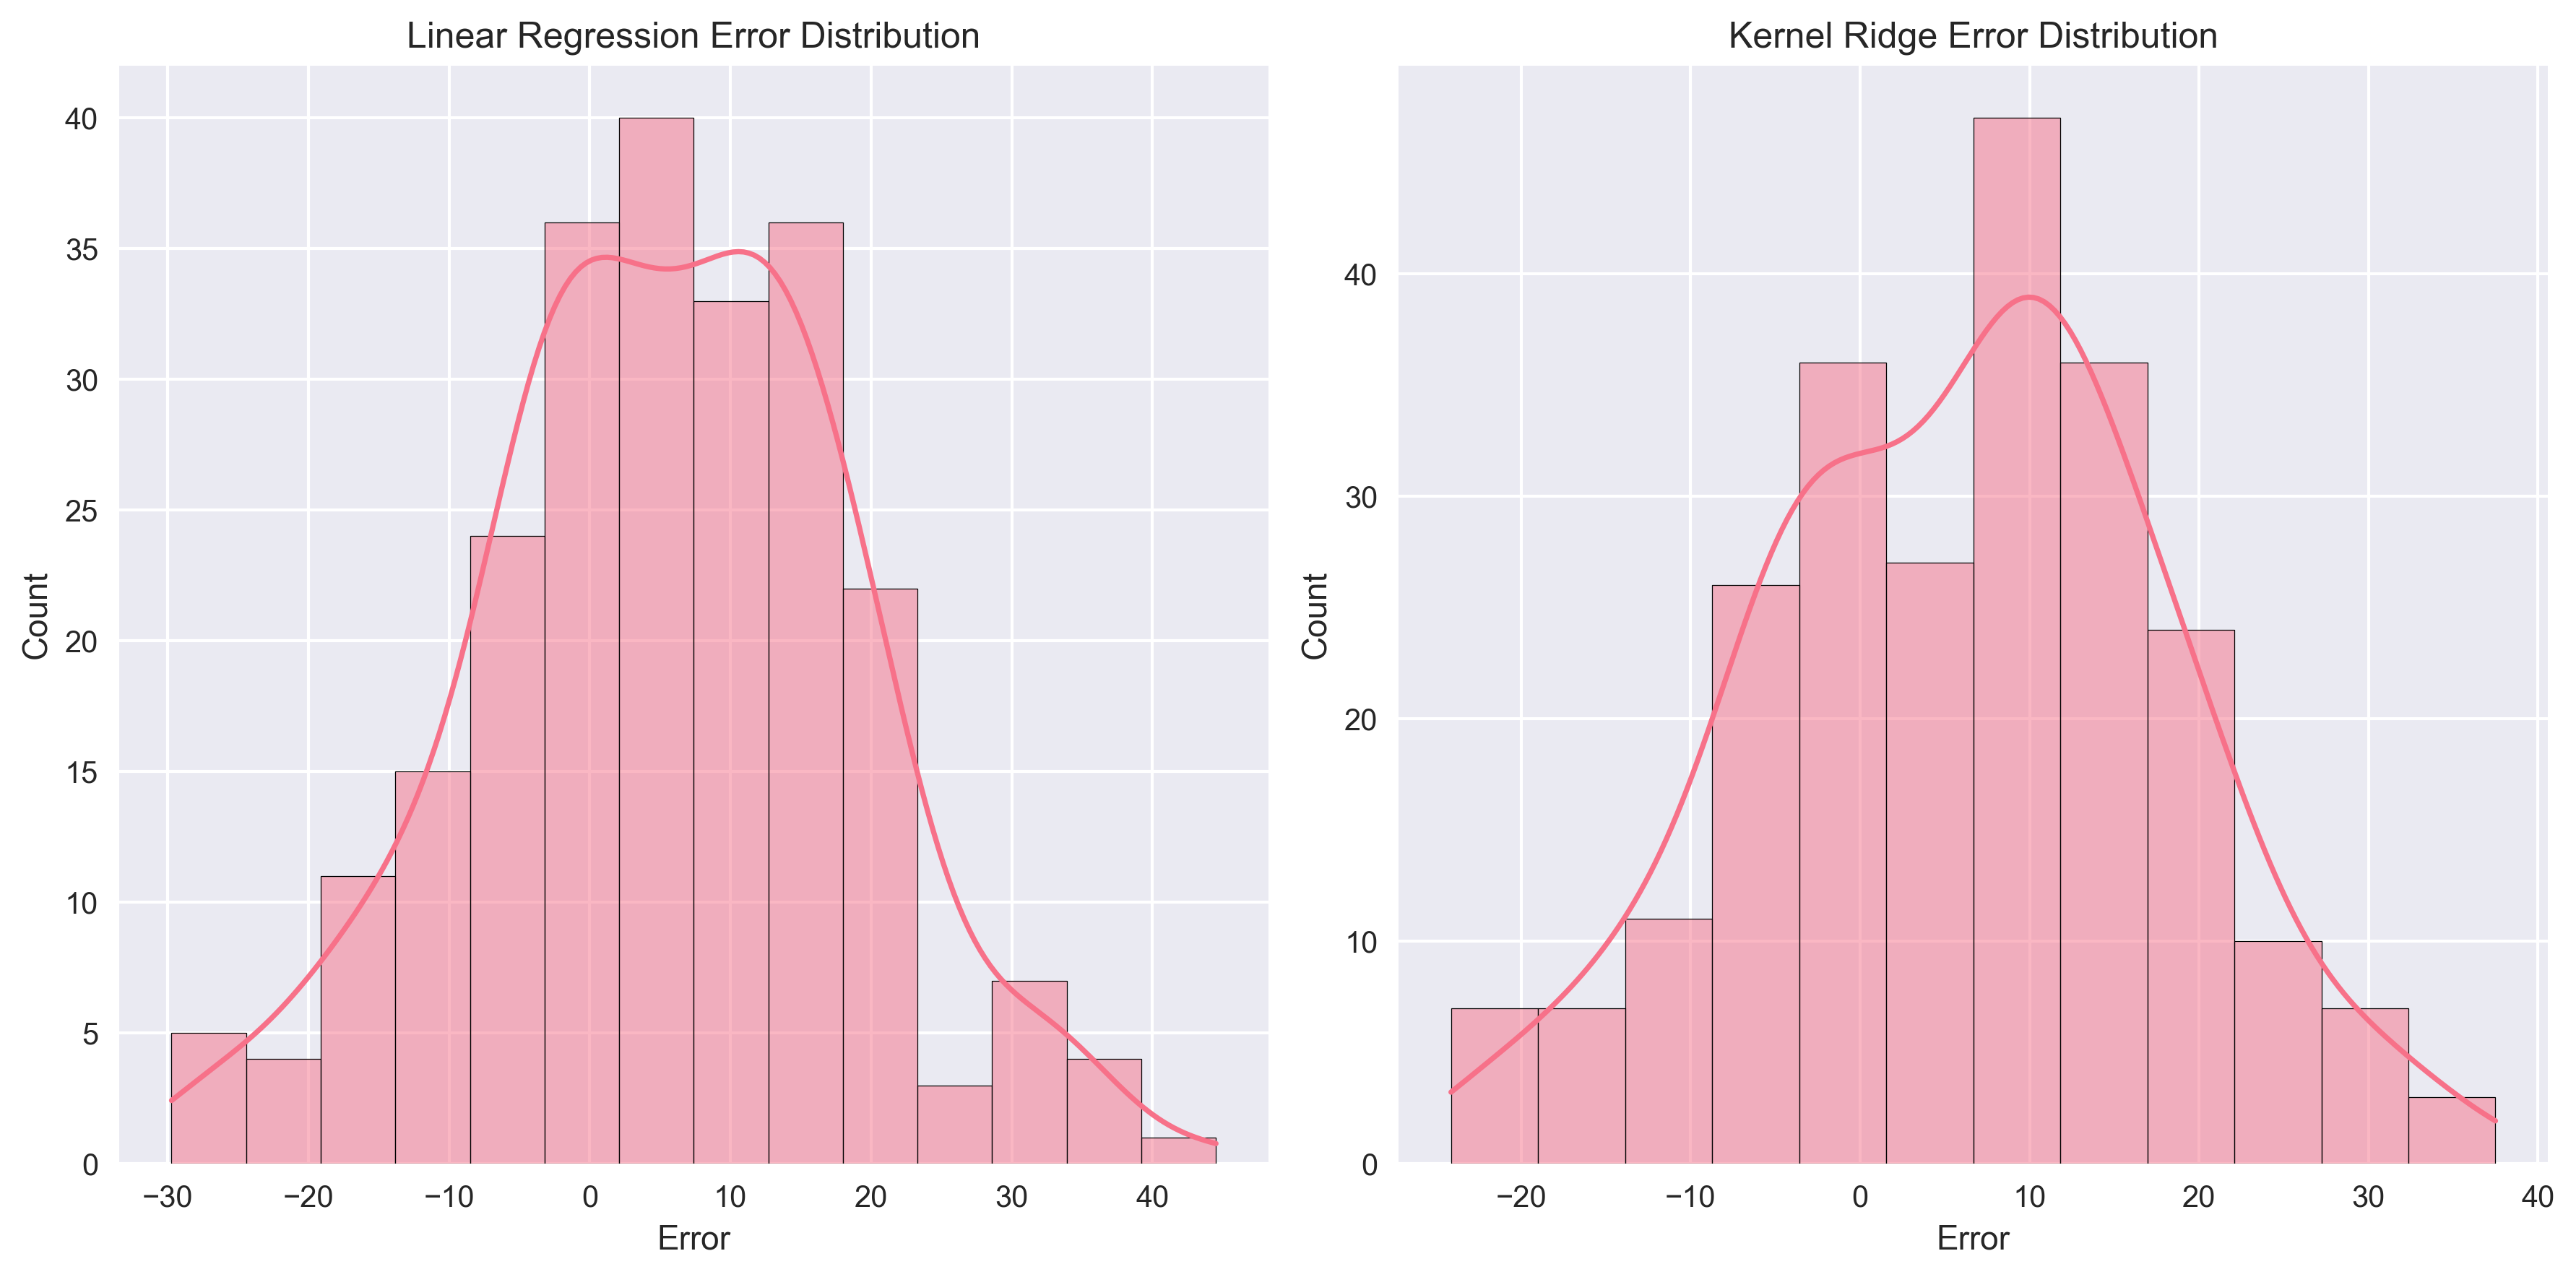 Linear Regression Error Distribution
Count
40
35
30
25
20
15
10
5
0
−30 −20 −10 0 10 20 30 40
Error
Kernel Ridge Error Distribution
Count
40
30
20
10
0
−20 −10 0 10 20 30 40
Error